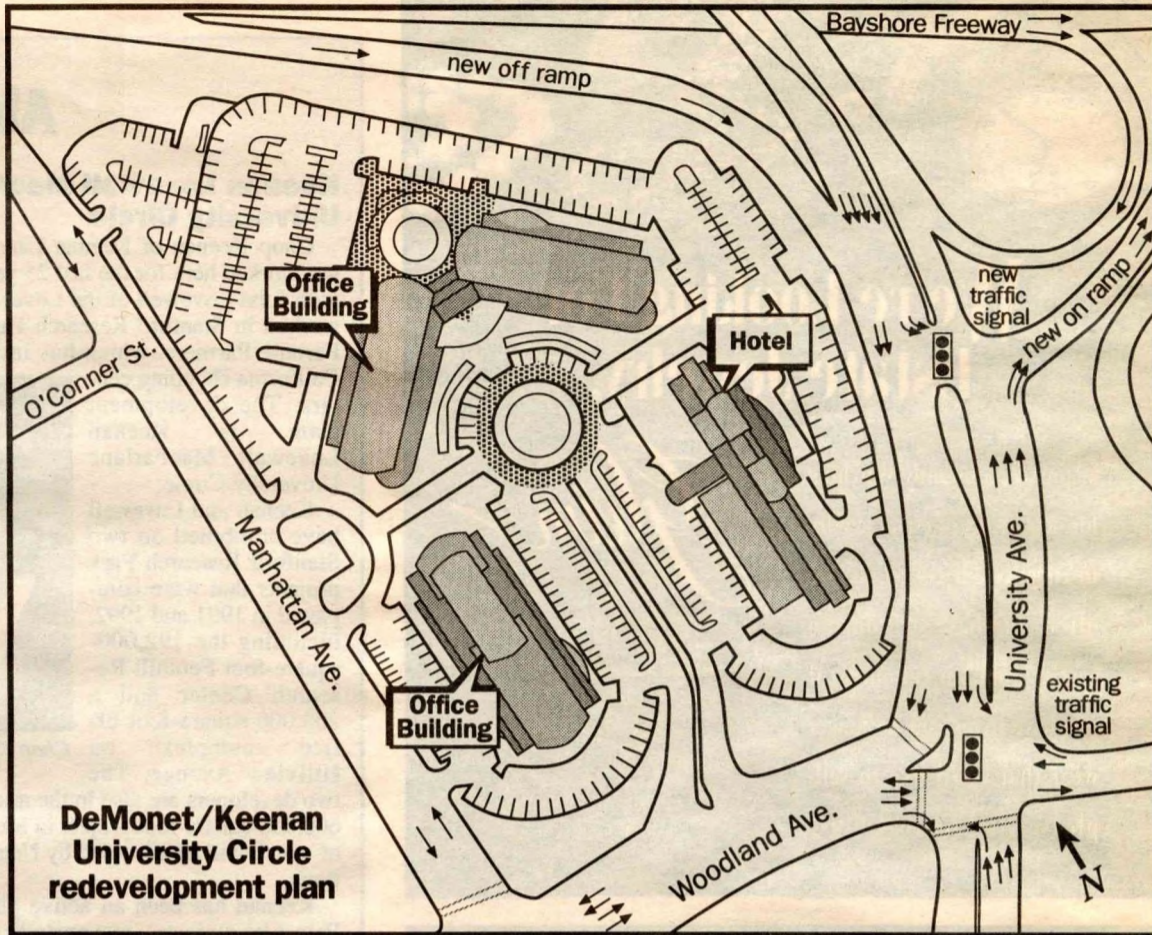 Bayshore Freeway
new off ramp
new
traffic
signal
new on ramp
Office
Building
Hotel
O'Conner St.
Manhattan Ave.
University Ave.
existing
traffic
signal
Office
Building
Woodland Ave.
N
DeMonet/Keenan
University Circle
redevelopment plan